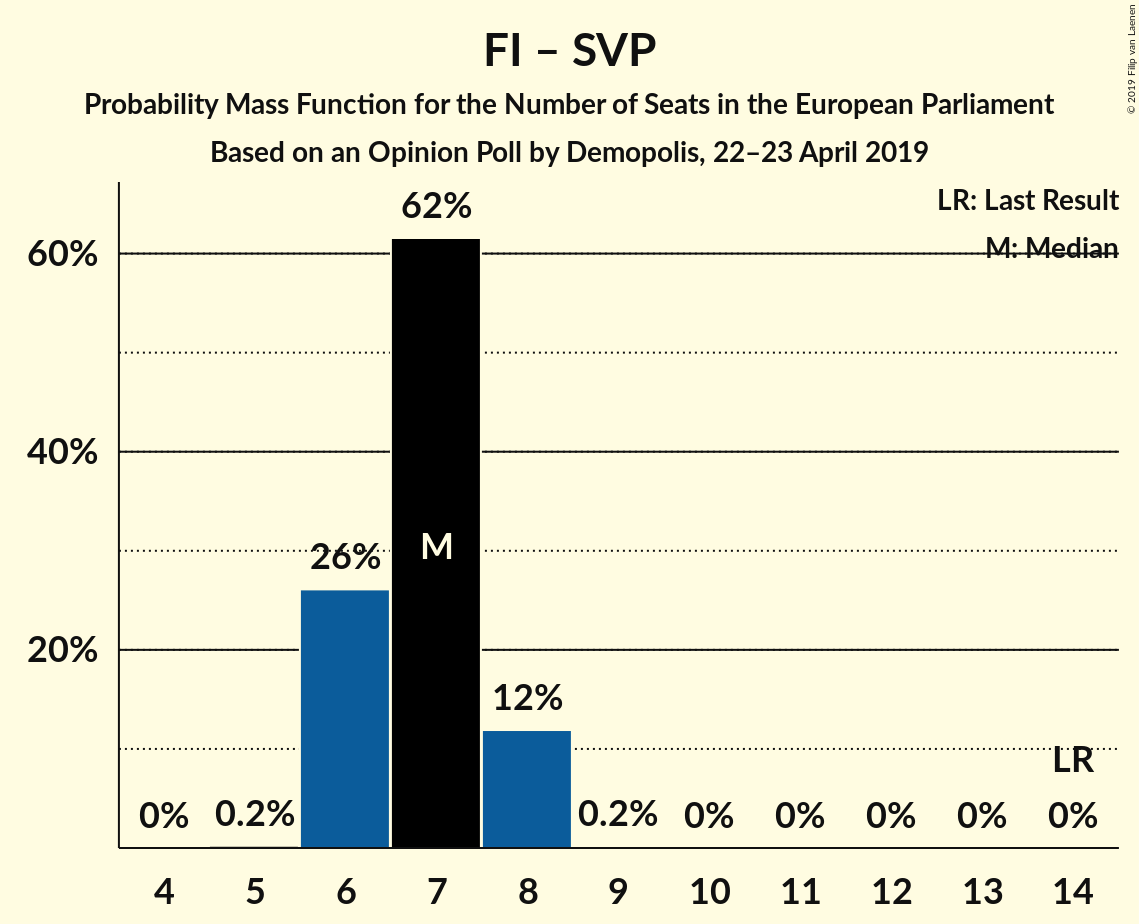 FI – SVP
Probability Mass Function for the Number of Seats in the European Parliament
Based on an Opinion Poll by Demopolis, 22–23 April 2019
© 2019 Filip van Laenen
LR: Last Result
M: Median
60%
40%
20%
0%
0.2%
26%
62%
M
12%
0.2%
0%
0%
0%
0%
LR
0%
4 5 6 7 8 9 10 11 12 13 14